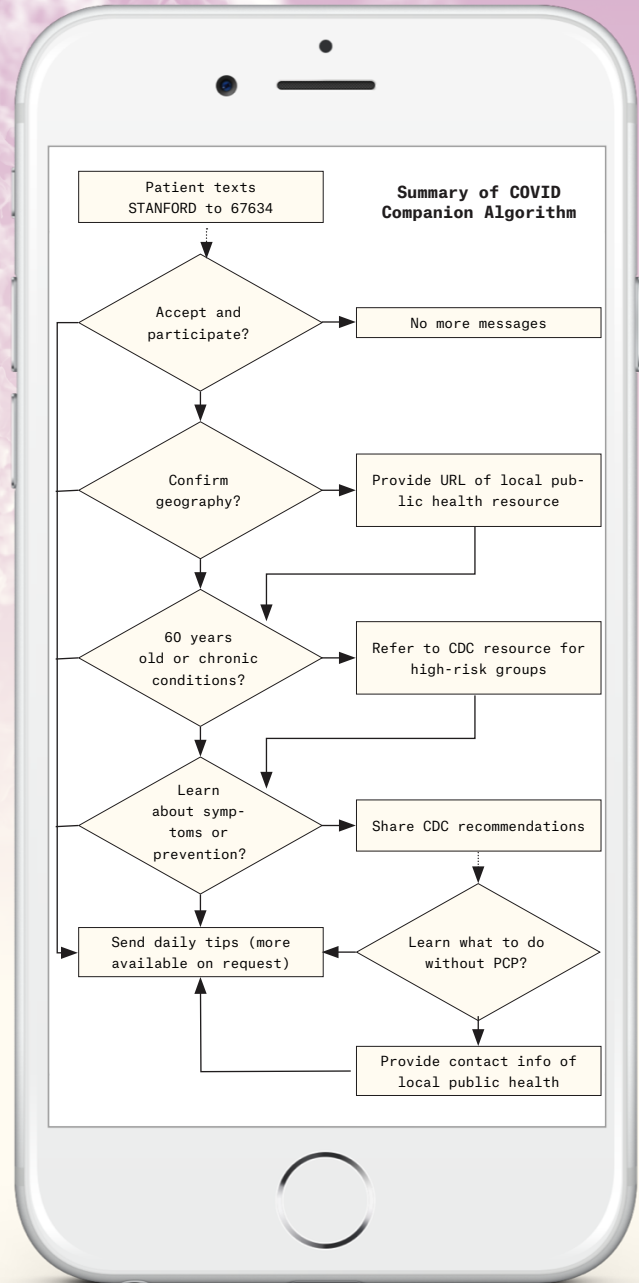 Patient texts
STANFORD to 67634
Summary of COVID
Companion Algorithm
Accept and
participate?
No more messages
Confirm
geography?
Provide URL of local pub-
lic health resource
60 years
old or chronic
conditions?
Refer to CDC resource for
high-risk groups
Learn
about symp-
toms or
prevention?
Share CDC recommendations
Send daily tips (more
available on request)
Learn what to do
without PCP?
Provide contact info of
local public health